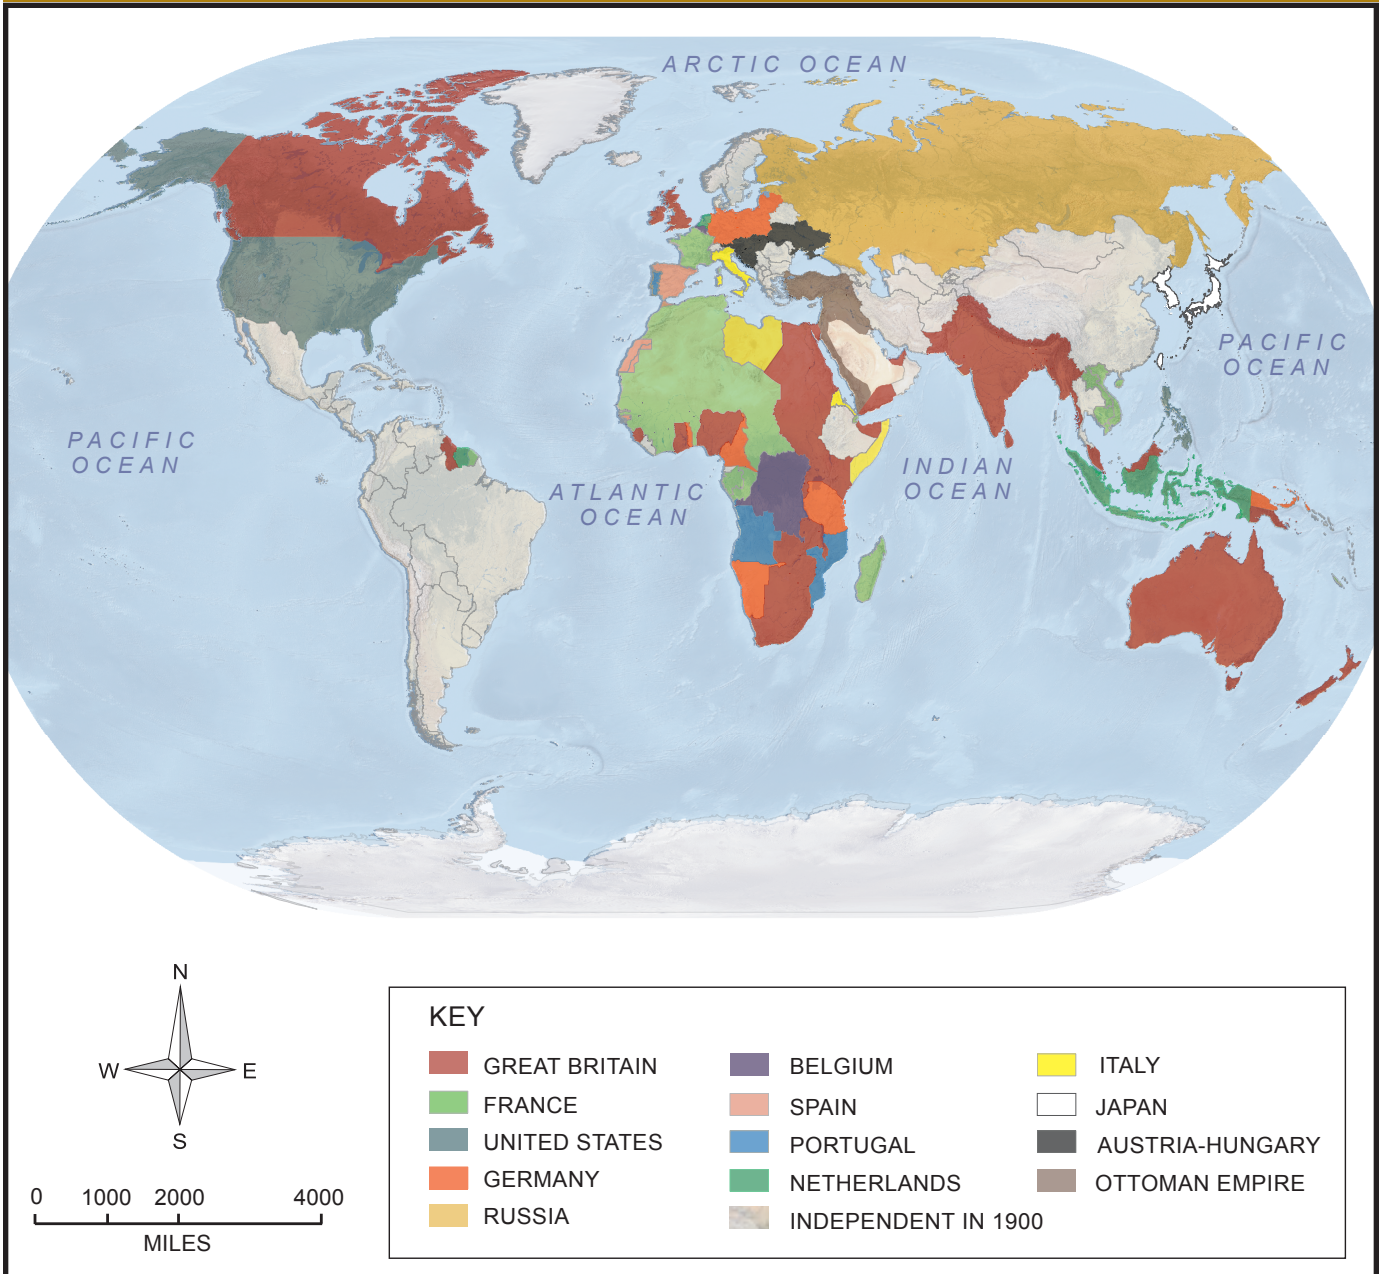 ARCTIC OCEAN
PACIFIC
OCEAN
PACIFIC
OCEAN
ATLANTIC
OCEAN
INDIAN
OCEAN
N
W
E
S
0 1000 2000 4000
MILES
KEY
GREAT BRITAIN
FRANCE
UNITED STATES
GERMANY
RUSSIA
BELGIUM
SPAIN
PORTUGAL
NETHERLANDS
INDEPENDENT IN 1900
ITALY
JAPAN
AUSTRIA-HUNGARY
OTTOMAN EMPIRE